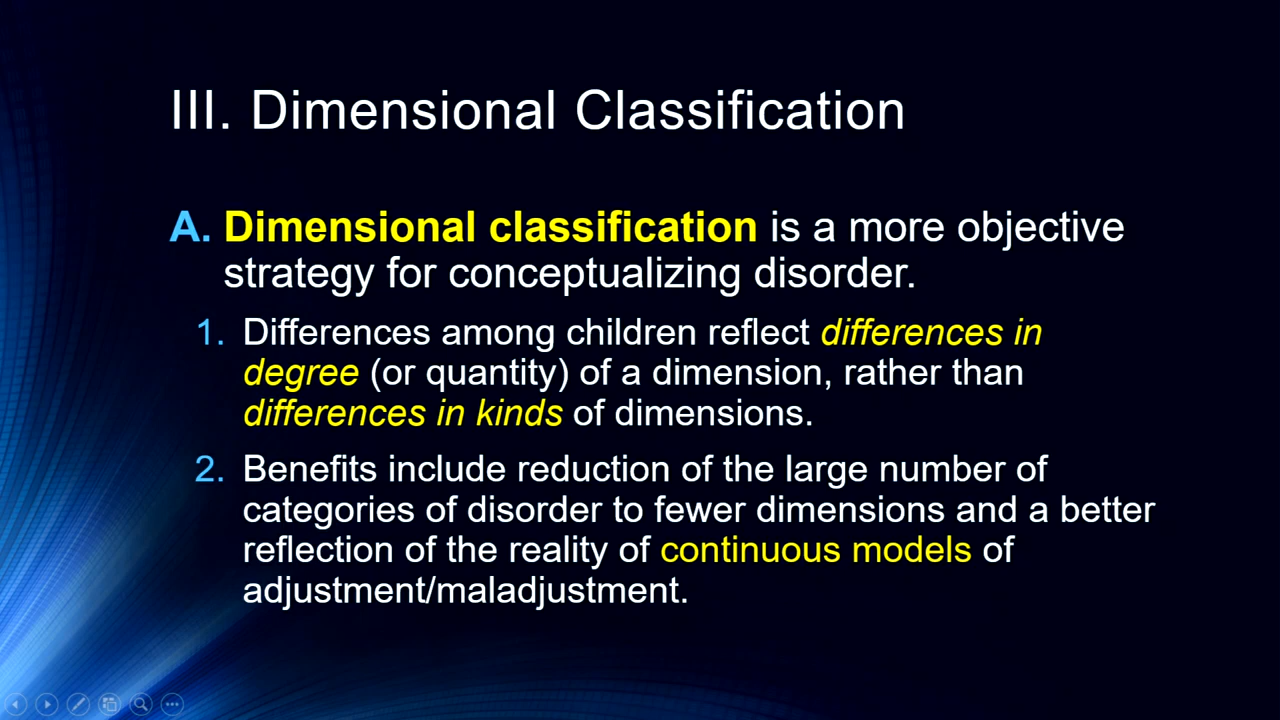 III. Dimensional Classification
A. Dimensional classification is a more objective
strategy for conceptualizing disorder.
1. Differences among children reflect differences in
degree (or quantity) of a dimension, rather than
differences in kinds of dimensions.
2. Benefits include reduction of the large number of
categories of disorder to fewer dimensions and a better
reflection of the reality of continuous models of
adjustment/maladjustment.